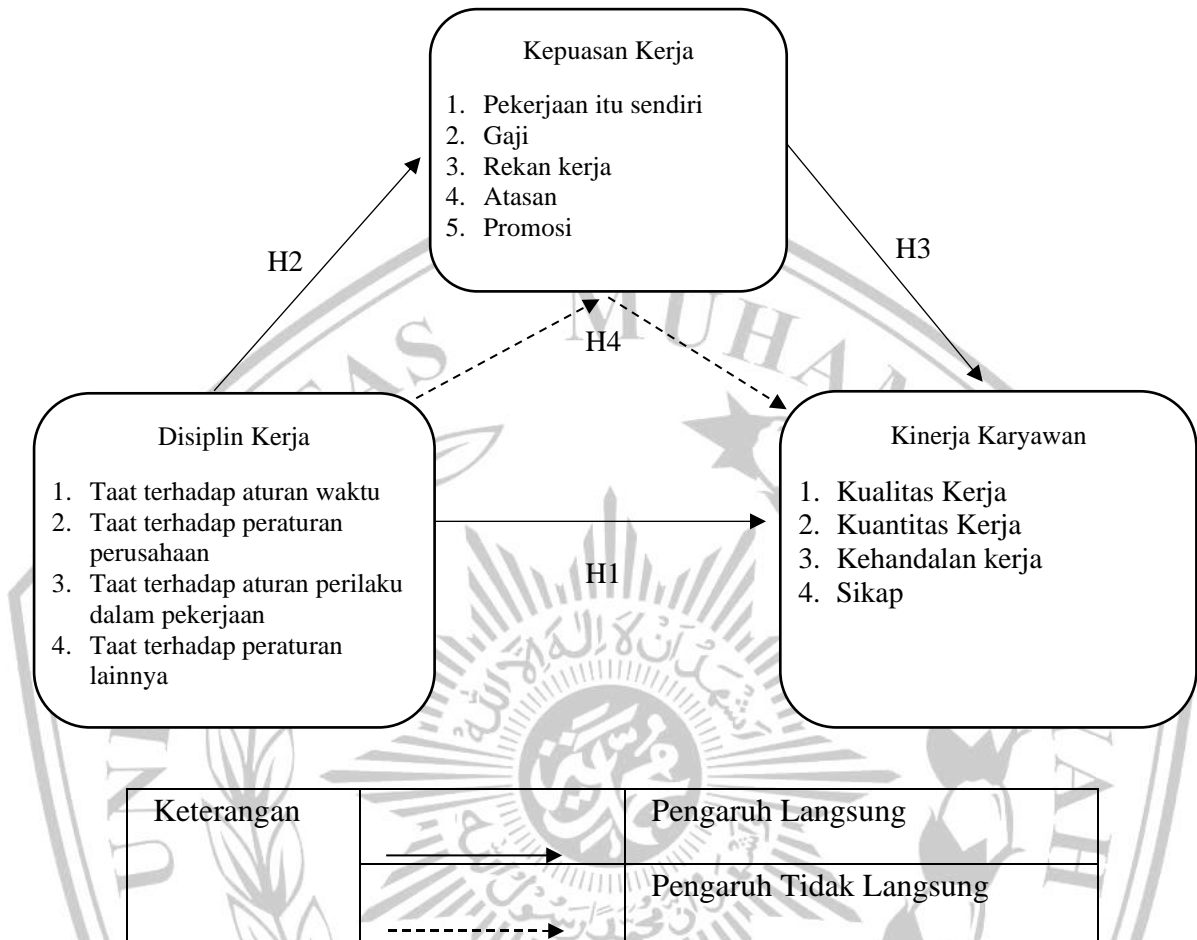 Kepuasan Kerja
1. Pekerjaan itu sendiri
2. Gaji
3. Rekan kerja
4. Atasan
5. Promosi
H2
H3
H4
Disiplin Kerja
1. Taat terhadap aturan waktu
2. Taat terhadap peraturan
perusahaan
3. Taat terhadap aturan perilaku
dalam pekerjaan
4. Taat terhadap peraturan
lainnya
H1
Kinerja Karyawan
1. Kualitas Kerja
2. Kuantitas Kerja
3. Kehandalan kerja
4. Sikap
Keterangan
Pengaruh Langsung
Pengaruh Tidak Langsung